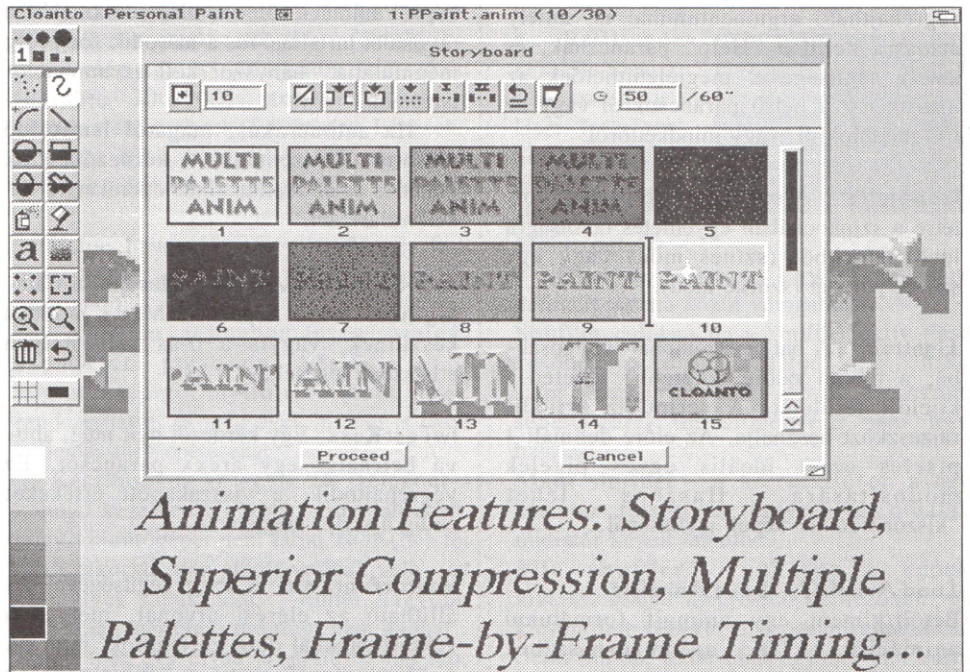 Cloanto Personal Paint 1:PPaint.anim (10/30)
Storyboard
1
10
50 /60"
MULTI PALETTE ANIM
MULTI PALETTE ANIM
MULTI PALETTE ANIM
MULTI PALETTE ANIM
1 2 3 4 5
PAINT
PAINT
PAINT
PAINT
PAINT
6 7 8 9 10
AIN
AIN
CLOANTO
11 12 13 14 15
a
Proceed Cancel
Animation Features: Storyboard,
Superior Compression, Multiple
Palettes, Frame-by-Frame Timing...